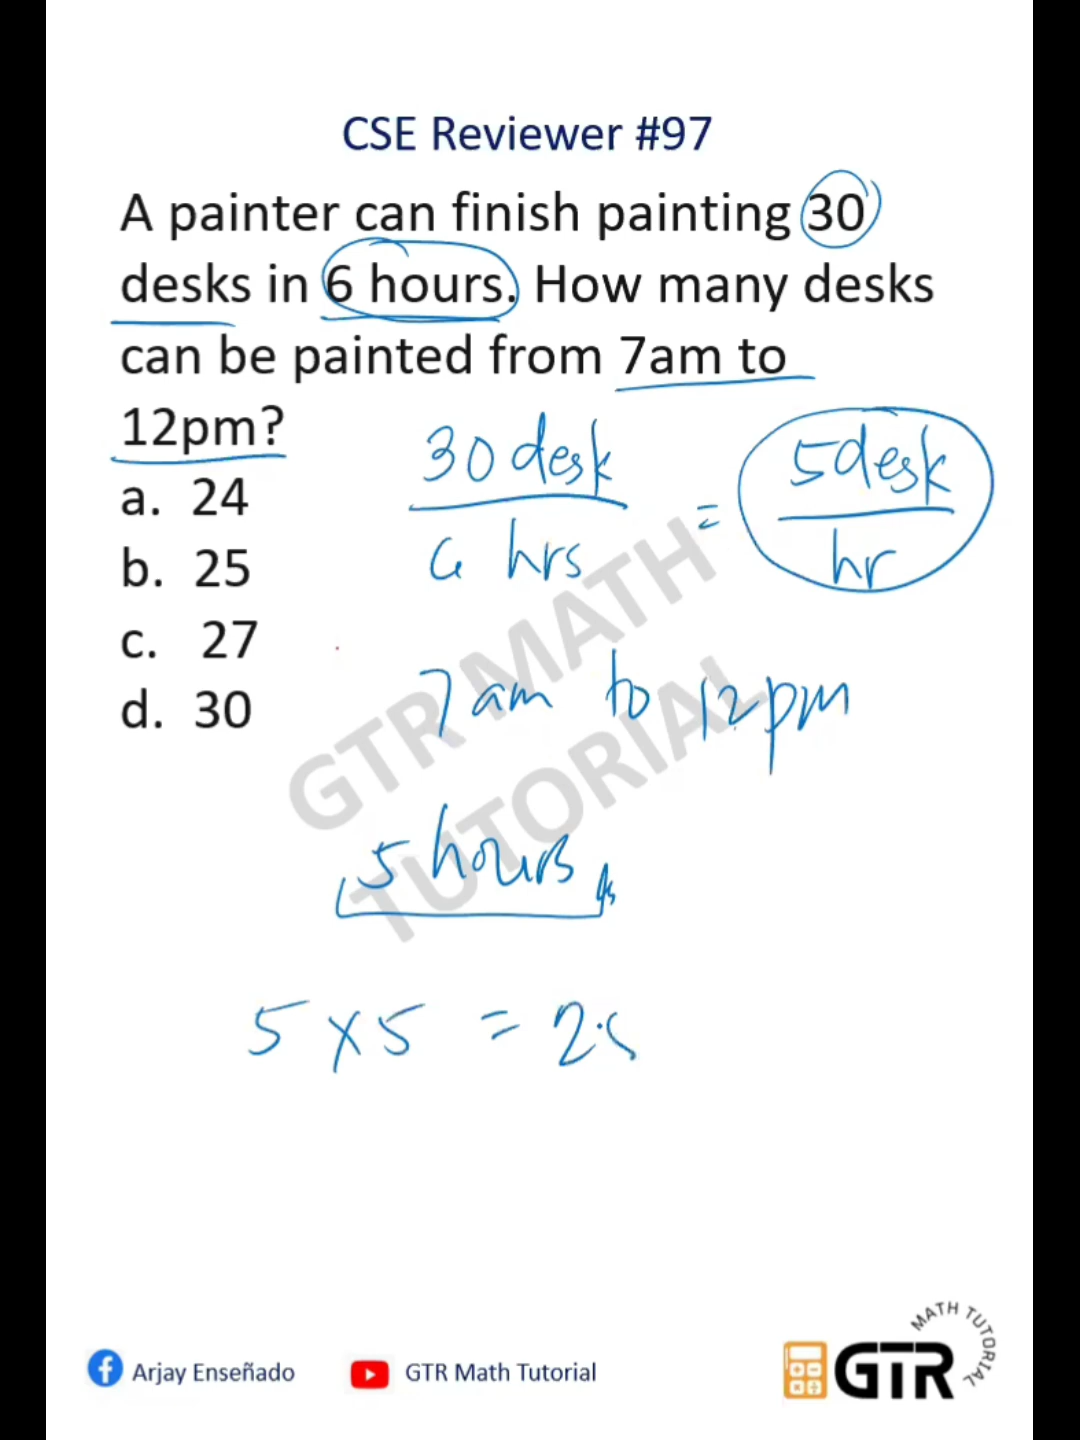 CSE Reviewer #97
A painter can finish painting 30
desks in 6 hours. How many desks
can be painted from 7am to
12pm?
a. 24
b. 25
c. 27
d. 30
30 desk
6 hrs
=
5 desk
hr
7 am to 12pm
5 hours
5 x 5 = 25
GTR MATH
TUTORIAL
Arjay Enseñado
GTR Math Tutorial
GTR
MATH TUTORIAL